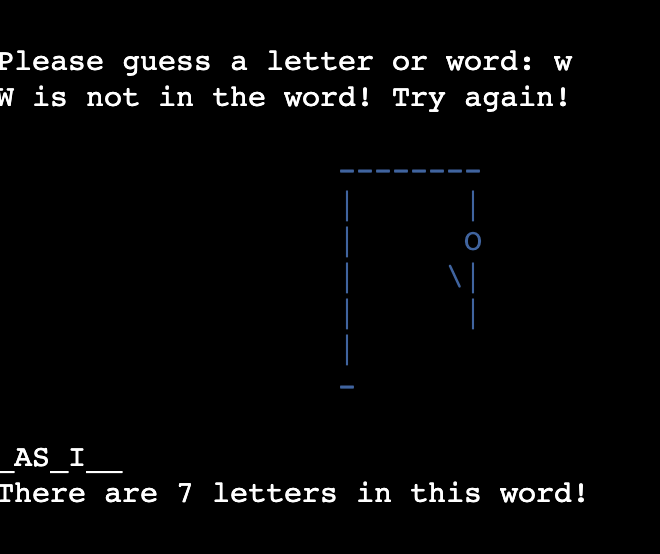 Please guess a letter or word: w
W is not in the word! Try again!
--------
|      |
|      O
|     \|
|      |
|
-
_AS_I__
There are 7 letters in this word!